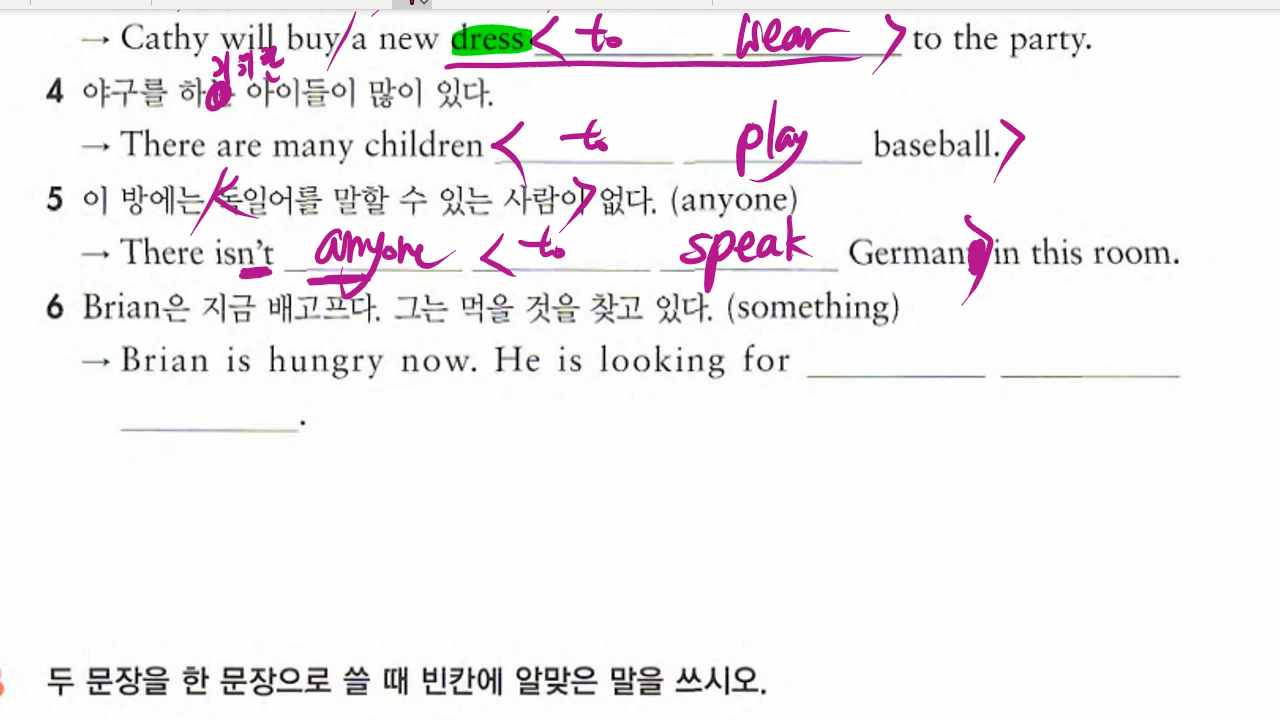 → Cathy will buy / a new dress < to wear > to the party.
4 야구를 하는 아이들이 많이 있다.
→ There are many children < to play baseball. >
5 이 방에는 / < 독일어를 말할 수 있는 사람이 > 없다. (anyone)
→ There isn't anyone < to speak German > in this room.
6 Brian은 지금 배고프다. 그는 먹을 것을 찾고 있다. (something)
→ Brian is hungry now. He is looking for ______ ______
______.
두 문장을 한 문장으로 쓸 때 빈칸에 알맞은 말을 쓰시오.